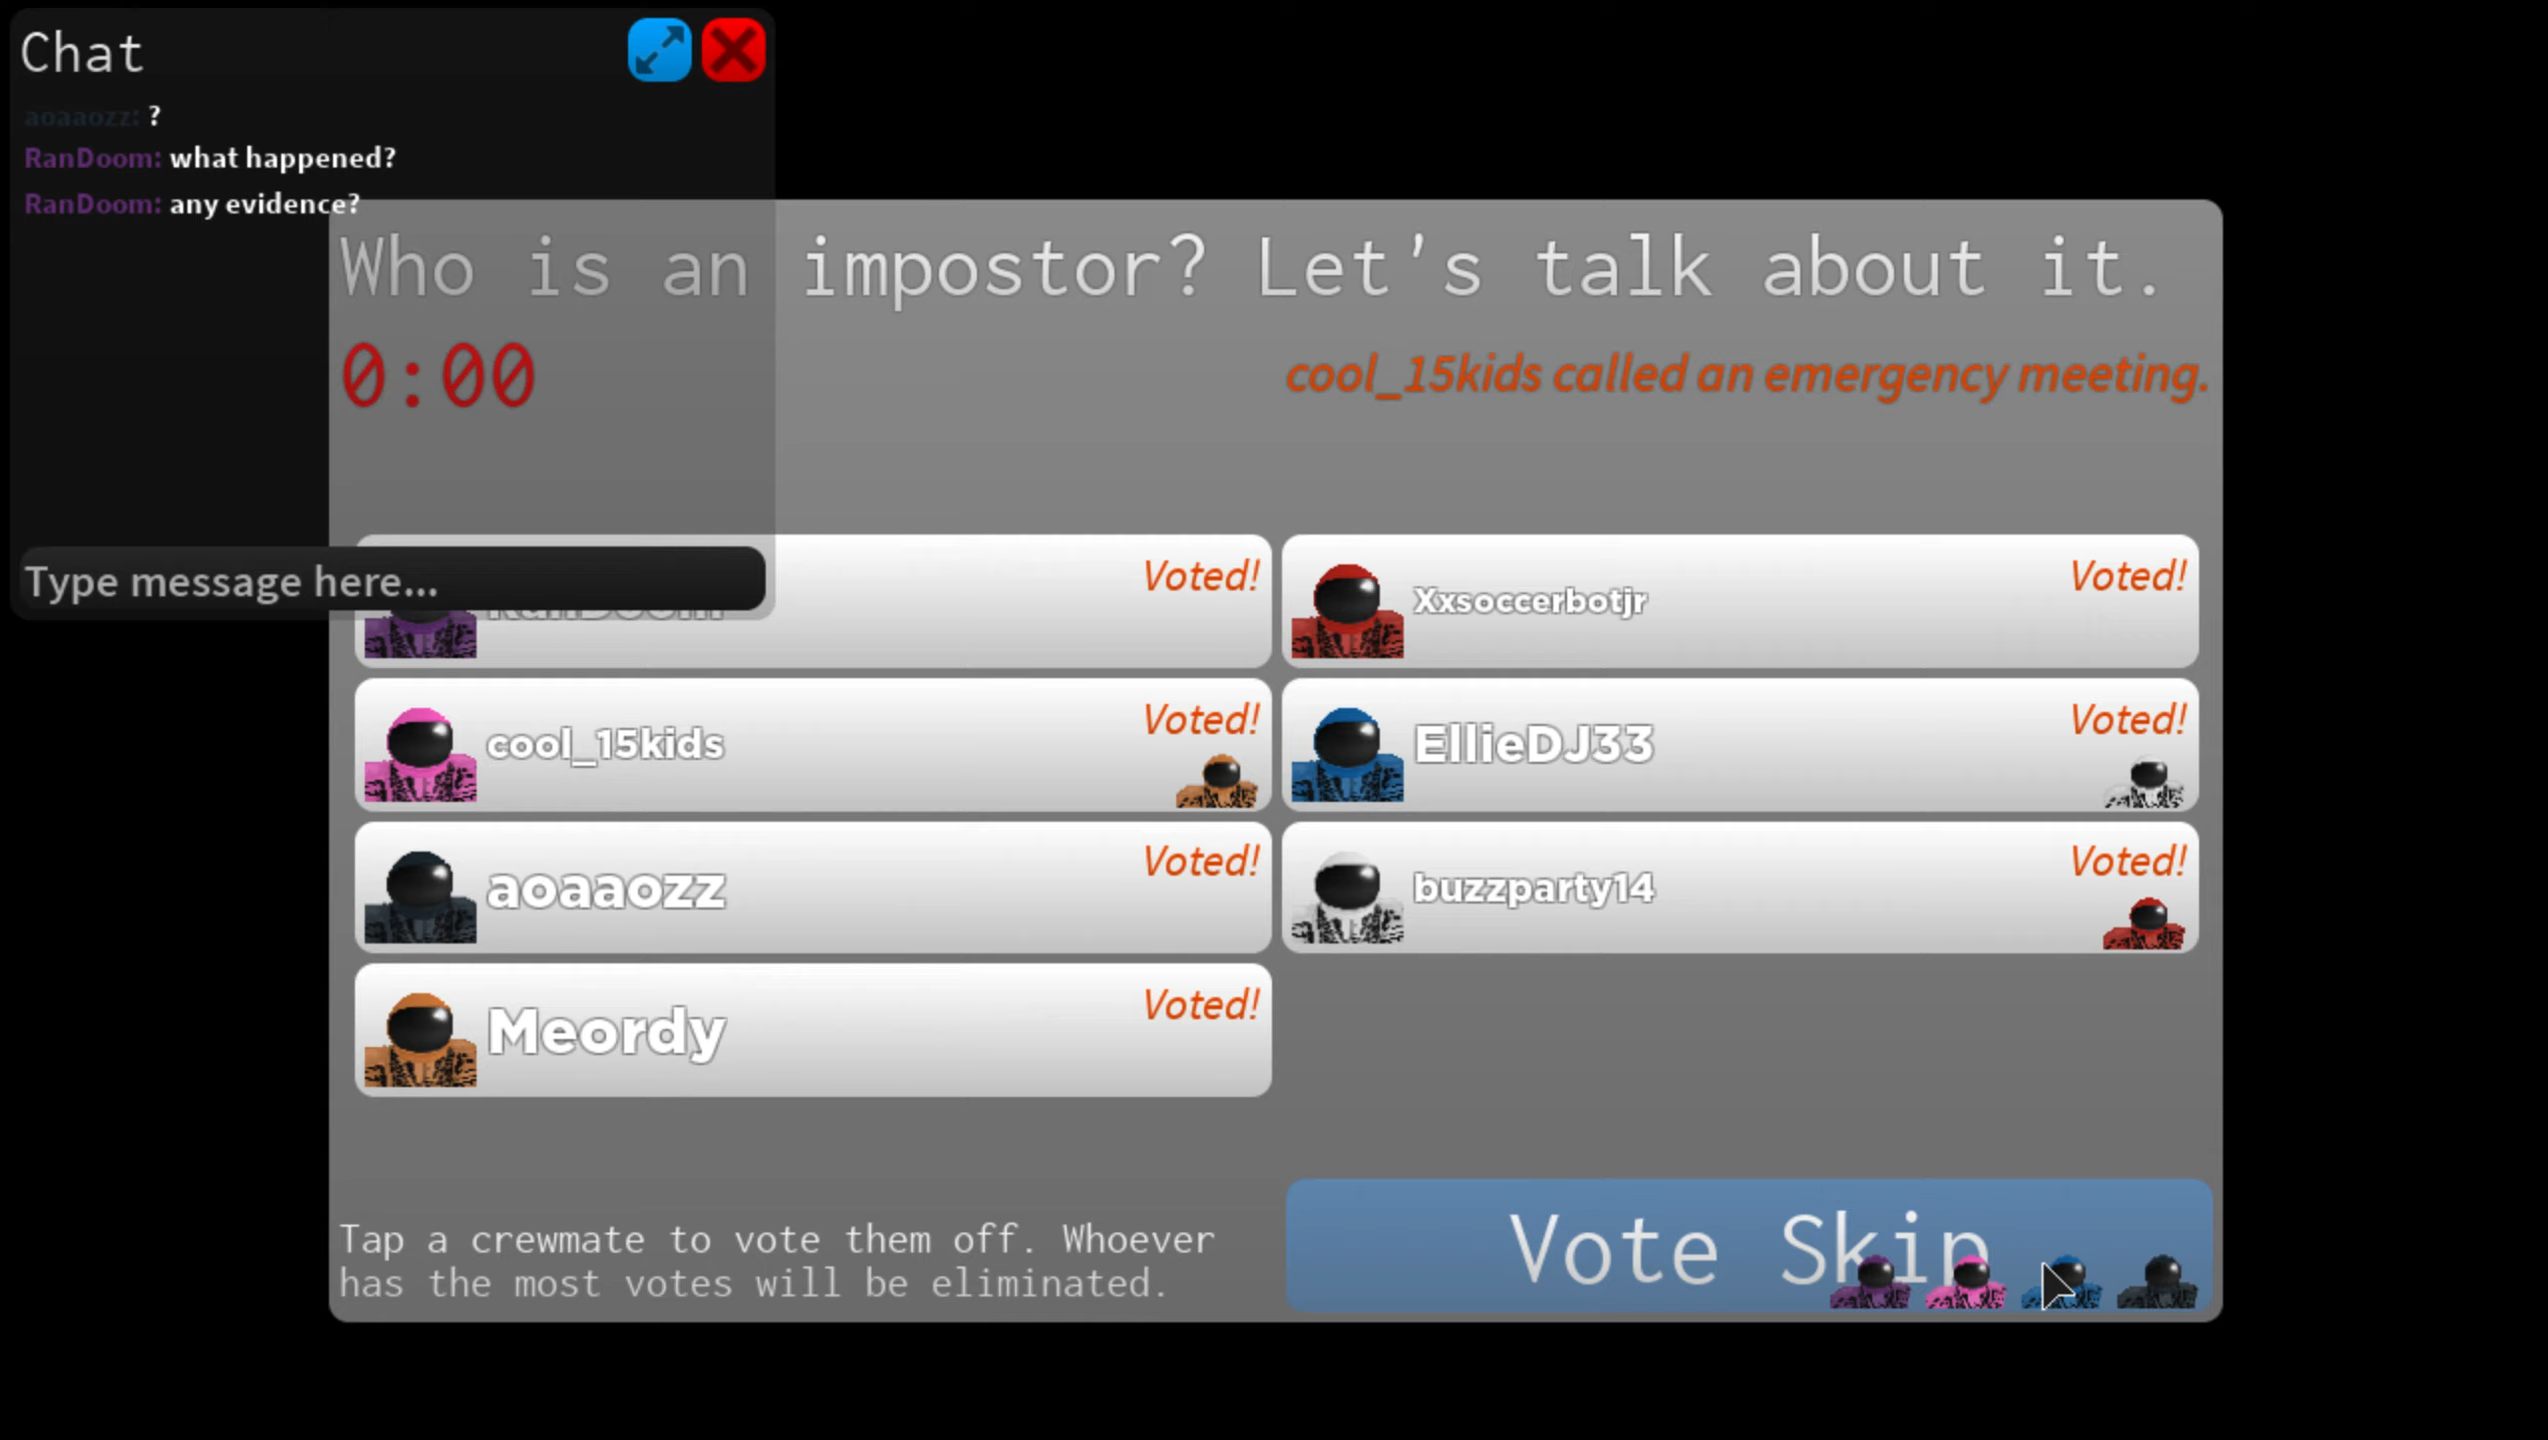 Chat
aoaaozz: ?
RanDoom: what happened?
RanDoom: any evidence?
Who is an impostor? Let's talk about it.
0:00
cool_15kids called an emergency meeting.
Type message here...
RanDoom
Voted!
Xxsoccerbotjr
Voted!
cool_15kids
Voted!
EllieDJ33
Voted!
aoaaozz
Voted!
buzzparty14
Voted!
Meordy
Voted!
Tap a crewmate to vote them off. Whoever
has the most votes will be eliminated.
Vote Skip